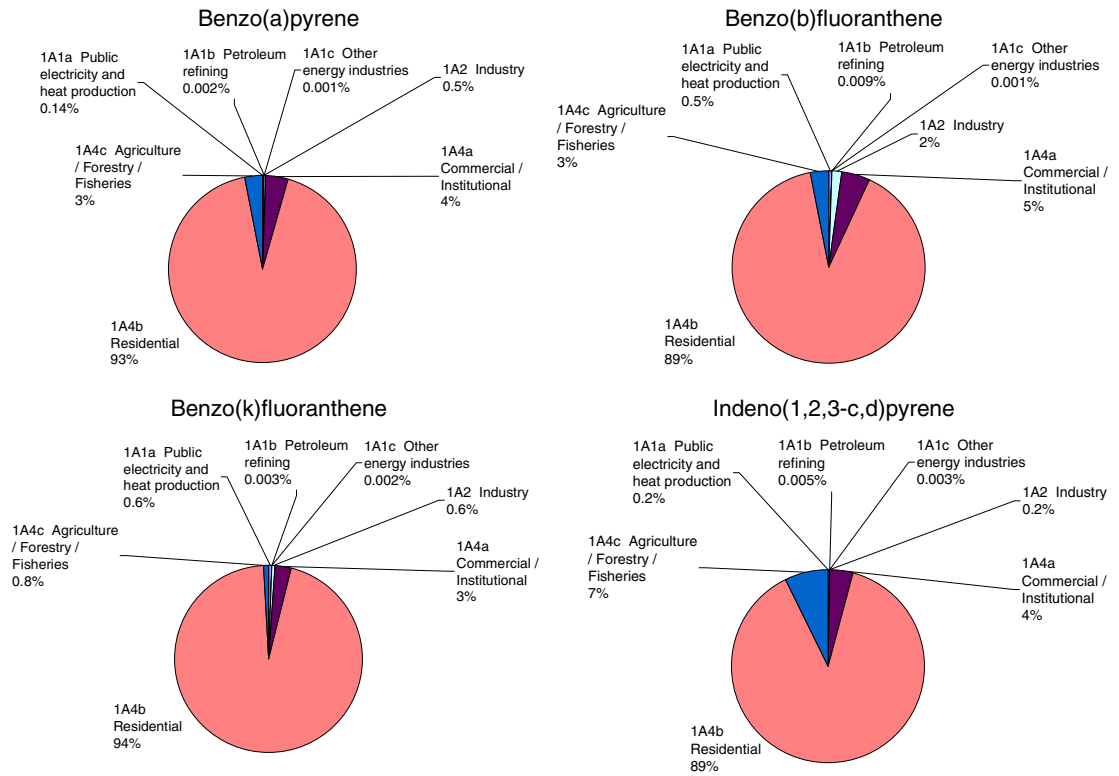 Benzo(a)pyrene
1A1a Public
electricity and
heat production
0.14%
1A1b Petroleum
refining
0.002%
1A1c Other
energy industries
0.001%
1A2 Industry
0.5%
1A4c Agriculture
/ Forestry /
Fisheries
3%
1A4a
Commercial /
Institutional
4%
1A4b
Residential
93%
Benzo(b)fluoranthene
1A1a Public
electricity and
heat production
0.5%
1A1b Petroleum
refining
0.009%
1A1c Other
energy industries
0.001%
1A4c Agriculture
/ Forestry /
Fisheries
3%
1A2 Industry
2%
1A4a
Commercial /
Institutional
5%
1A4b
Residential
89%
Benzo(k)fluoranthene
1A1a Public
electricity and
heat production
0.6%
1A1b Petroleum
refining
0.003%
1A1c Other
energy industries
0.002%
1A2 Industry
0.6%
1A4c Agriculture
/ Forestry /
Fisheries
0.8%
1A4a
Commercial /
Institutional
3%
1A4b
Residential
94%
Indeno(1,2,3-c,d)pyrene
1A1a Public
electricity and
heat production
0.2%
1A1b Petroleum
refining
0.005%
1A1c Other
energy industries
0.003%
1A2 Industry
0.2%
1A4c Agriculture
/ Forestry /
Fisheries
7%
1A4a
Commercial /
Institutional
4%
1A4b
Residential
89%